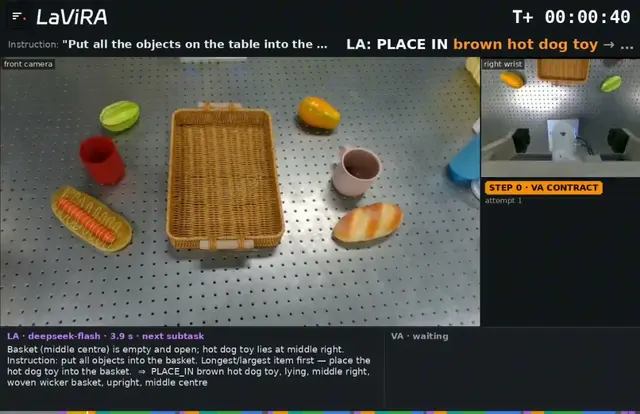 LaViRA
T+ 00:00:40
Instruction: "Put all the objects on the table into the ...
LA: PLACE IN brown hot dog toy → ...
front camera
right wrist
STEP 0 · VA CONTRACT
attempt 1
LA · deepseek-flash · 3.9 s · next subtask
Basket (middle centre) is empty and open; hot dog toy lies at middle right.
Instruction: put all objects into the basket. Longest/largest item first — place the
hot dog toy into the basket. ⇒ PLACE_IN brown hot dog toy, lying, middle right,
woven wicker basket, upright, middle centre
VA · waiting